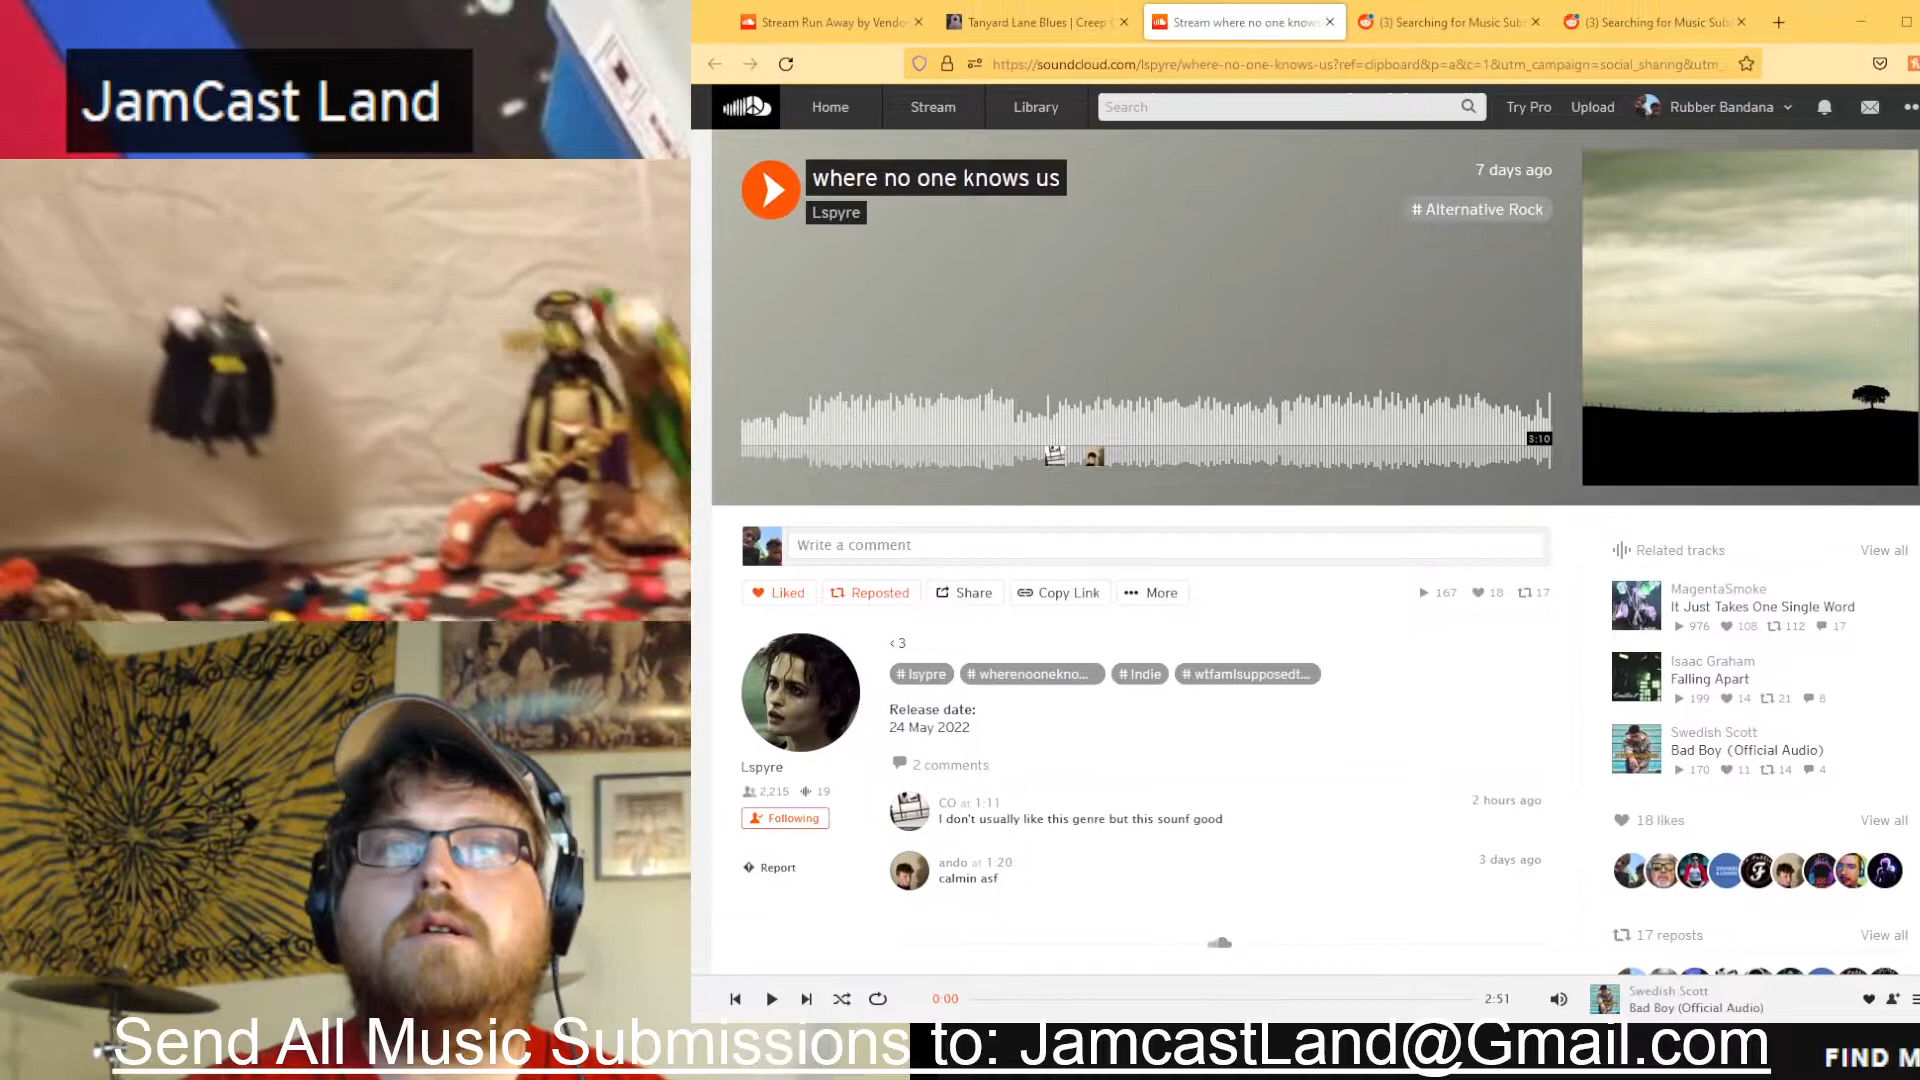 JamCast Land
Stream Run Away by Vendo
Tanyard Lane Blues | Creep C
Stream where no one knows
(3) Searching for Music Sub
(3) Searching for Music Sub
https://soundcloud.com/lspyre/where-no-one-knows-us?ref=clipboard&p=a&c=1&utm_campaign=social_sharing&utm_
Home
Stream
Library
Search
Try Pro
Upload
Rubber Bandana
where no one knows us
Lspyre
7 days ago
# Alternative Rock
3:10
Write a comment
Liked
Reposted
Share
Copy Link
More
167
18
17
Lspyre
2,215
19
Following
Report
<3
# lsypre
# wherenooneknо...
# Indie
# wtfamIsupposedt...
Release date:
24 May 2022
2 comments
CO at 1:11
2 hours ago
I don't usually like this genre but this sounf good
ando at 1:20
3 days ago
calmin asf
Related tracks
View all
MagentaSmoke
It Just Takes One Single Word
976 108 112 17
Isaac Graham
Falling Apart
199 14 21 8
Swedish Scott
Bad Boy (Official Audio)
170 11 14 4
18 likes
View all
17 reposts
View all
0:00
2:51
Swedish Scott
Bad Boy (Official Audio)
Send All Music Submissions to: JamcastLand@Gmail.com
FIND M